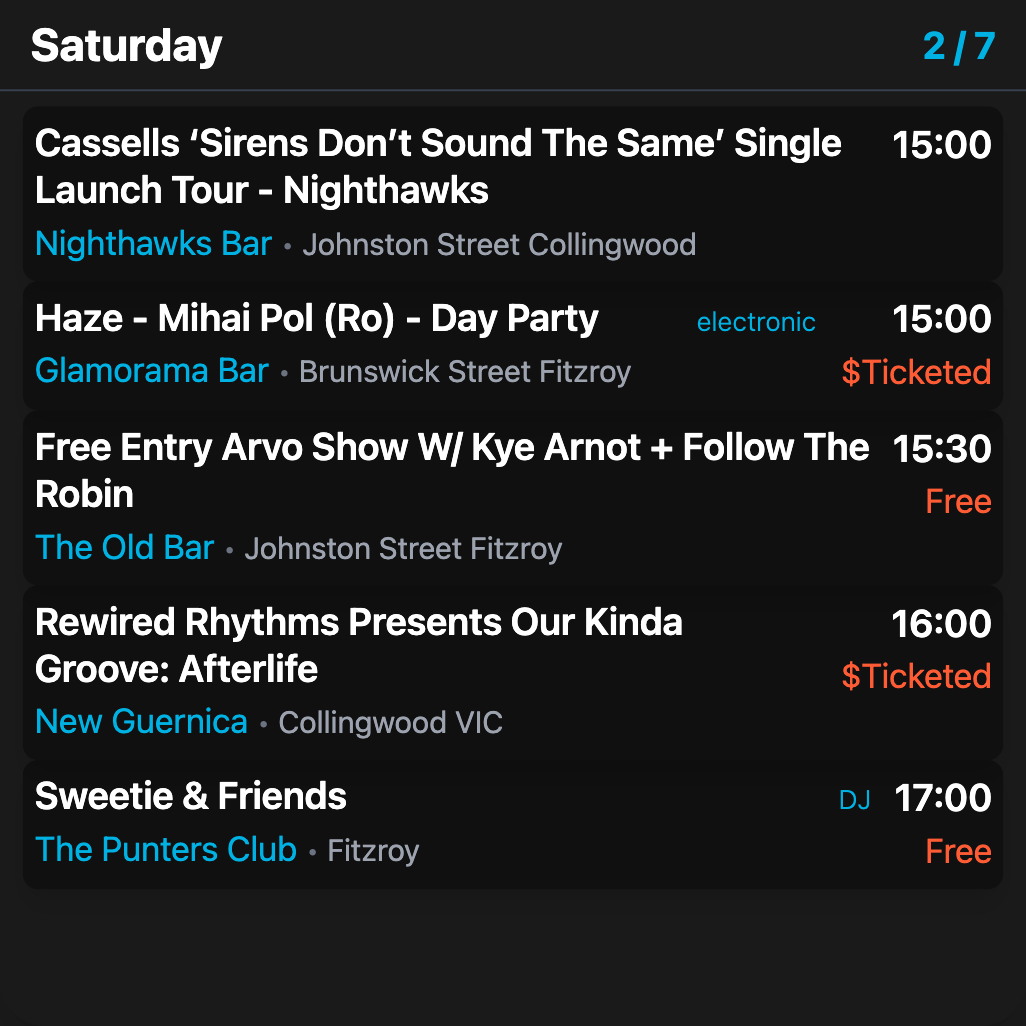 Saturday 2 / 7
Cassells ‘Sirens Don’t Sound The Same’ Single 15:00
Launch Tour - Nighthawks
Nighthawks Bar • Johnston Street Collingwood
Haze - Mihai Pol (Ro) - Day Party electronic 15:00
Glamorama Bar • Brunswick Street Fitzroy $Ticketed
Free Entry Arvo Show W/ Kye Arnot + Follow The 15:30
Robin Free
The Old Bar • Johnston Street Fitzroy
Rewired Rhythms Presents Our Kinda 16:00
Groove: Afterlife $Ticketed
New Guernica • Collingwood VIC
Sweetie & Friends DJ 17:00
The Punters Club • Fitzroy Free